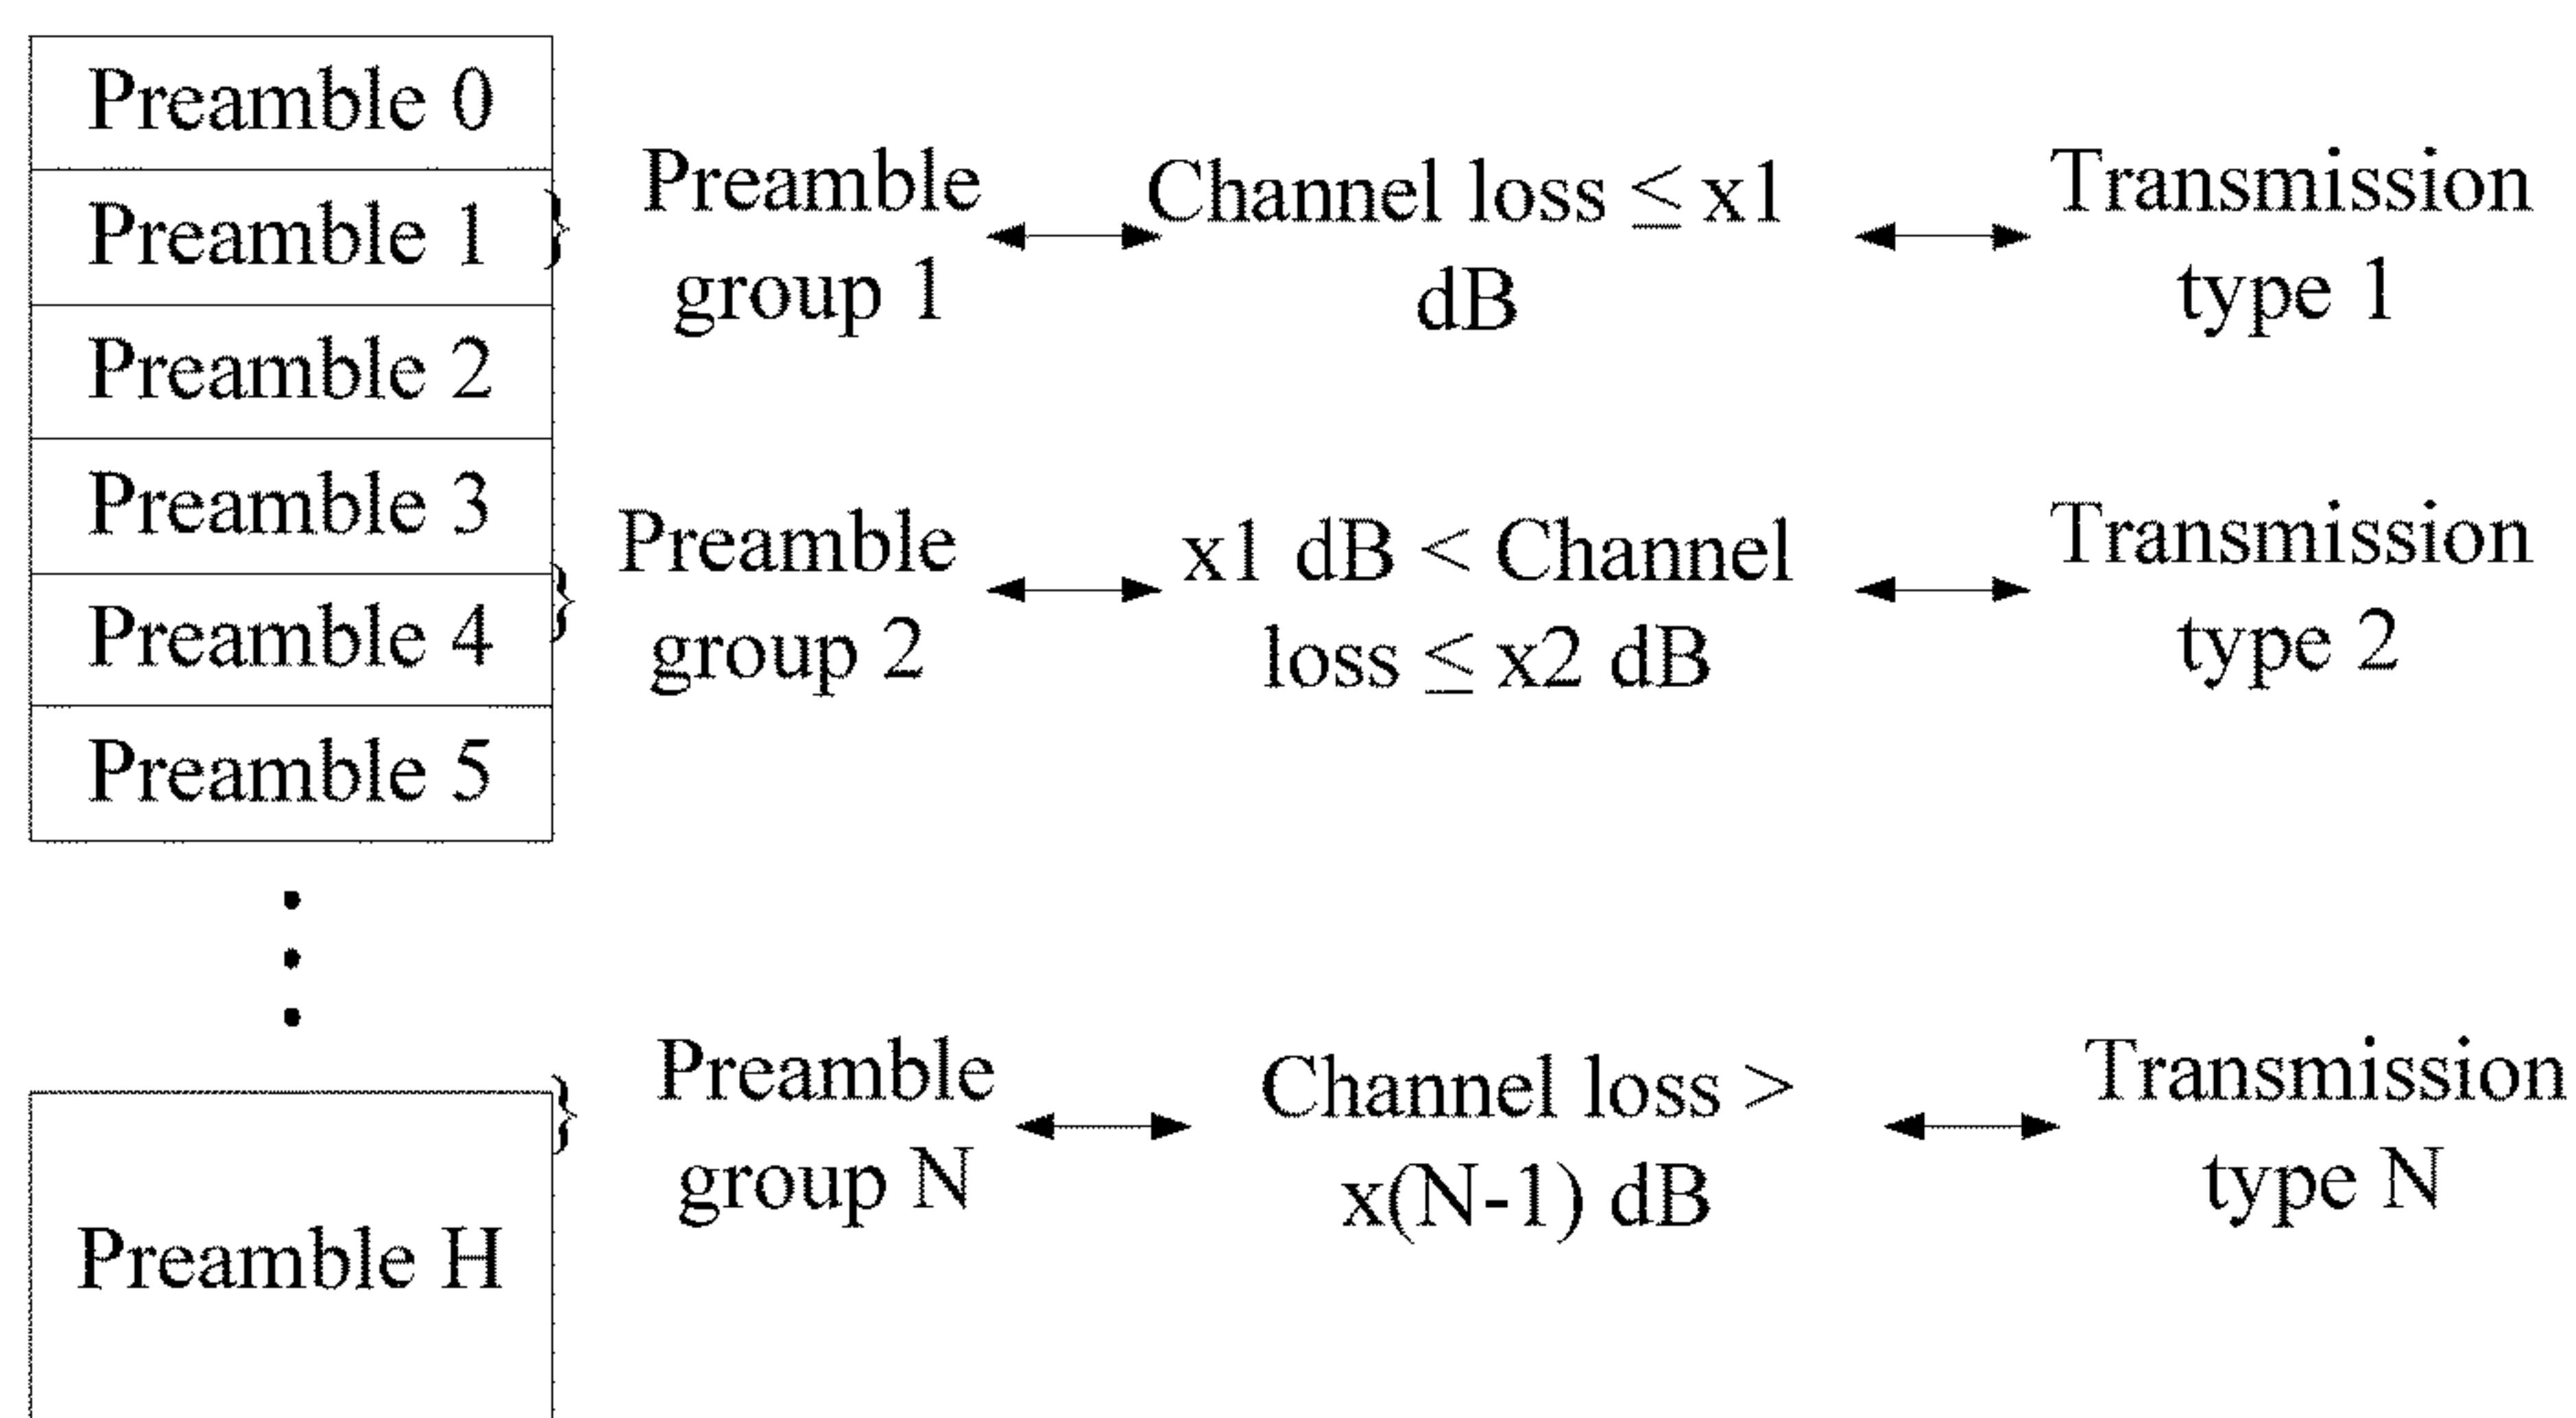 Preamble 0
Preamble 1
Preamble 2
Preamble 3
Preamble 4
Preamble 5
Preamble H
Preamble
group 1
Channel loss ≤ x1
dB
Transmission
type 1
Preamble
group 2
x1 dB < Channel
loss ≤ x2 dB
Transmission
type 2
Preamble
group N
Channel loss >
x(N-1) dB
Transmission
type N